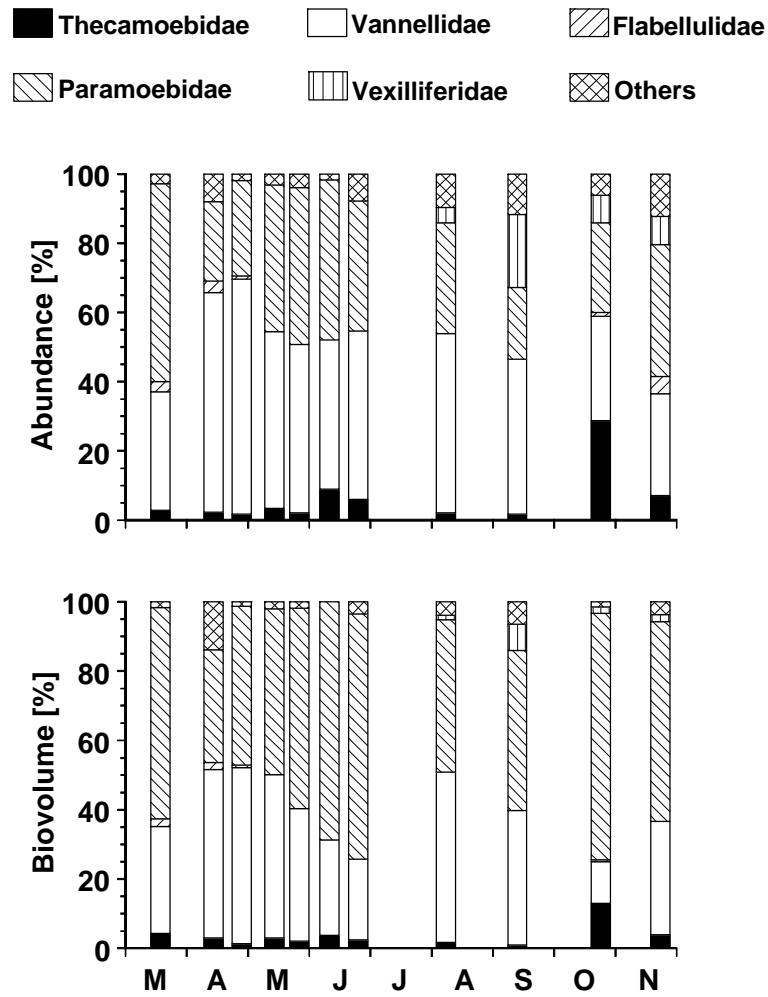 Thecamoebidae Vannellidae Flabellulidae
Paramoebidae Vexilliferidae Others
Abundance [%]
100
80
60
40
20
0
Biovolume [%]
100
80
60
40
20
0
M A M J J A S O N